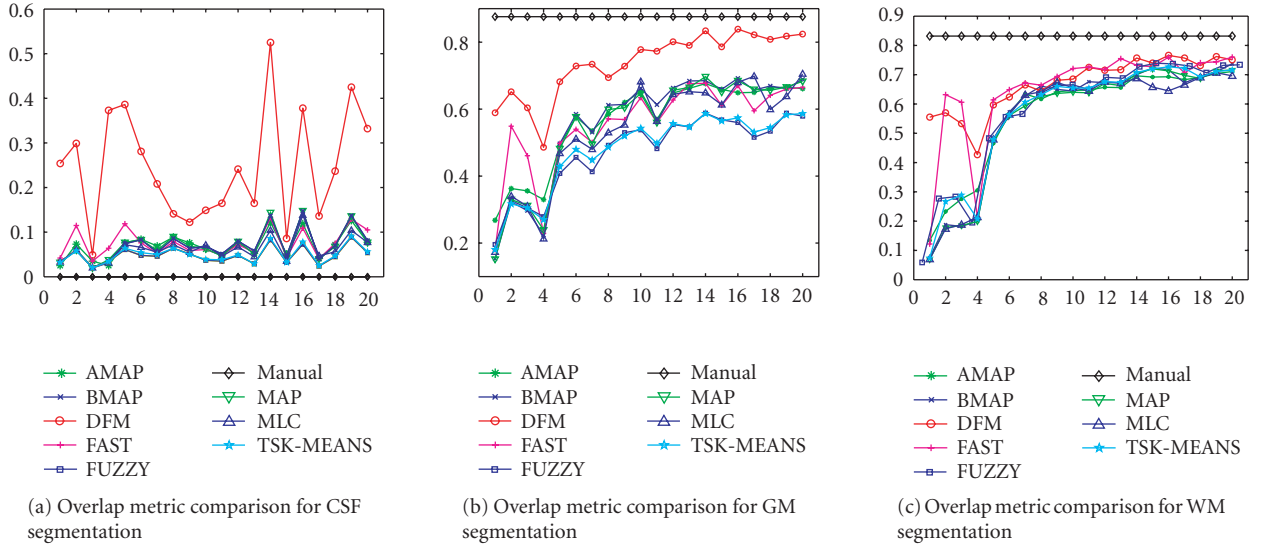 0.6
0.5
0.4
0.3
0.2
0.1
0
0 2 4 6 8 10 12 14 16 18 20
AMAP
BMAP
DFM
FAST
FUZZY
Manual
MAP
MLC
TSK-MEANS
(a) Overlap metric comparison for CSF
segmentation
0.8
0.6
0.4
0.2
0 2 4 6 8 10 12 14 16 18 20
AMAP
BMAP
DFM
FAST
FUZZY
Manual
MAP
MLC
TSK-MEANS
(b) Overlap metric comparison for GM
segmentation
0.9
0.8
0.7
0.6
0.5
0.4
0.3
0.2
0.1
0
0 2 4 6 8 10 12 14 16 18 20
AMAP
BMAP
DFM
FAST
FUZZY
Manual
MAP
MLC
TSK-MEANS
(c) Overlap metric comparison for WM
segmentation